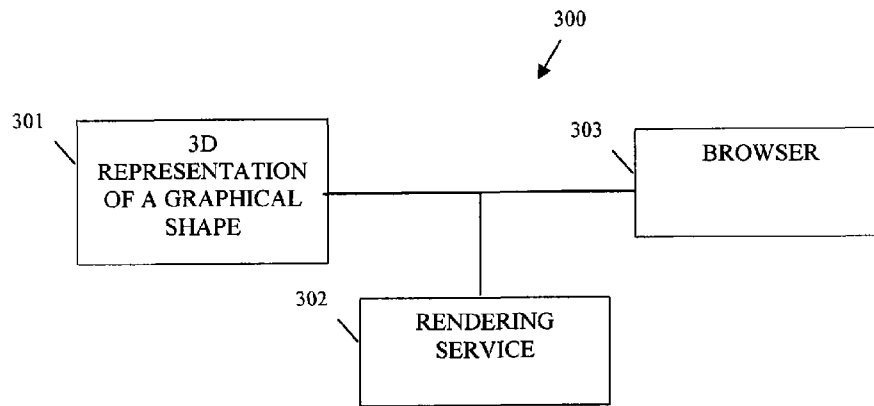 300
301
3D
REPRESENTATION
OF A GRAPHICAL
SHAPE
303
BROWSER
302
RENDERING
SERVICE